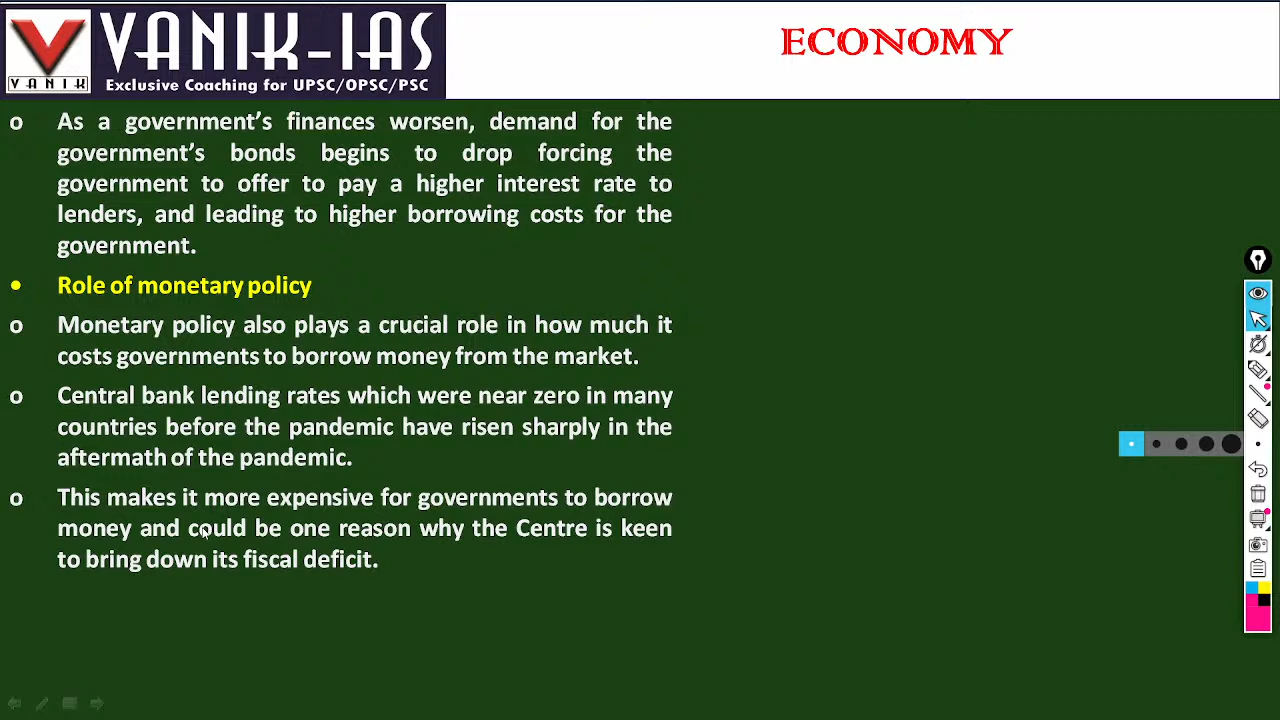 VANIK-IAS
VANIK
Exclusive Coaching for UPSC/OPSC/PSC
ECONOMY
o As a government’s finances worsen, demand for the
government’s bonds begins to drop forcing the
government to offer to pay a higher interest rate to
lenders, and leading to higher borrowing costs for the
government.
• Role of monetary policy
o Monetary policy also plays a crucial role in how much it
costs governments to borrow money from the market.
o Central bank lending rates which were near zero in many
countries before the pandemic have risen sharply in the
aftermath of the pandemic.
o This makes it more expensive for governments to borrow
money and could be one reason why the Centre is keen
to bring down its fiscal deficit.